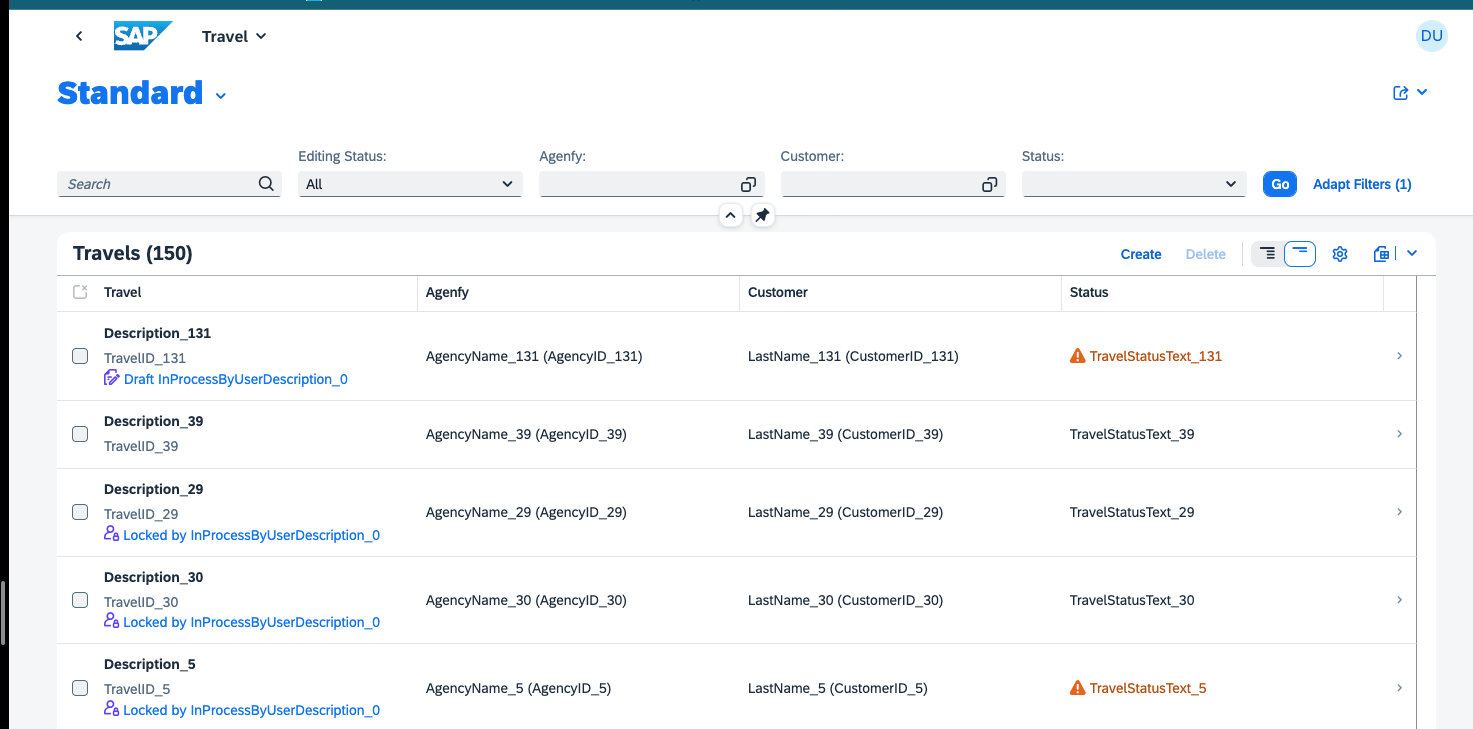 SAP Travel DU
Standard
Editing Status: Agenfy: Customer: Status:
Search All Go Adapt Filters (1)
Travels (150) Create Delete
Travel Agenfy Customer Status
Description_131
TravelID_131 AgencyName_131 (AgencyID_131) LastName_131 (CustomerID_131) TravelStatusText_131
Draft InProcessByUserDescription_0
Description_39
TravelID_39 AgencyName_39 (AgencyID_39) LastName_39 (CustomerID_39) TravelStatusText_39
Description_29
TravelID_29 AgencyName_29 (AgencyID_29) LastName_29 (CustomerID_29) TravelStatusText_29
Locked by InProcessByUserDescription_0
Description_30
TravelID_30 AgencyName_30 (AgencyID_30) LastName_30 (CustomerID_30) TravelStatusText_30
Locked by InProcessByUserDescription_0
Description_5
TravelID_5 AgencyName_5 (AgencyID_5) LastName_5 (CustomerID_5) TravelStatusText_5
Locked by InProcessByUserDescription_0